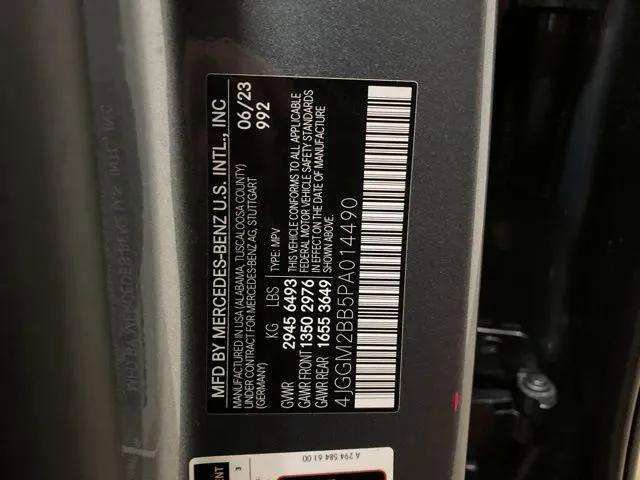 MFD BY MERCEDES-BENZ U.S. INTL., INC
06/23
992
MANUFACTURED IN USA (ALABAMA, TUSCALOOSA COUNTY)
UNDER CONTRACT FOR MERCEDES-BENZ AG, STUTTGART
(GERMANY)
KG LBS TYPE: MPV
GVWR 2945 6493
GAWR FRONT 1350 2976
GAWR REAR 1655 3649
THIS VEHICLE CONFORMS TO ALL APPLICABLE
FEDERAL MOTOR VEHICLE SAFETY STANDARDS
IN EFFECT ON THE DATE OF MANUFACTURE
SHOWN ABOVE.
4JGGM2BB5PA014490
A 294 584 61 00
3